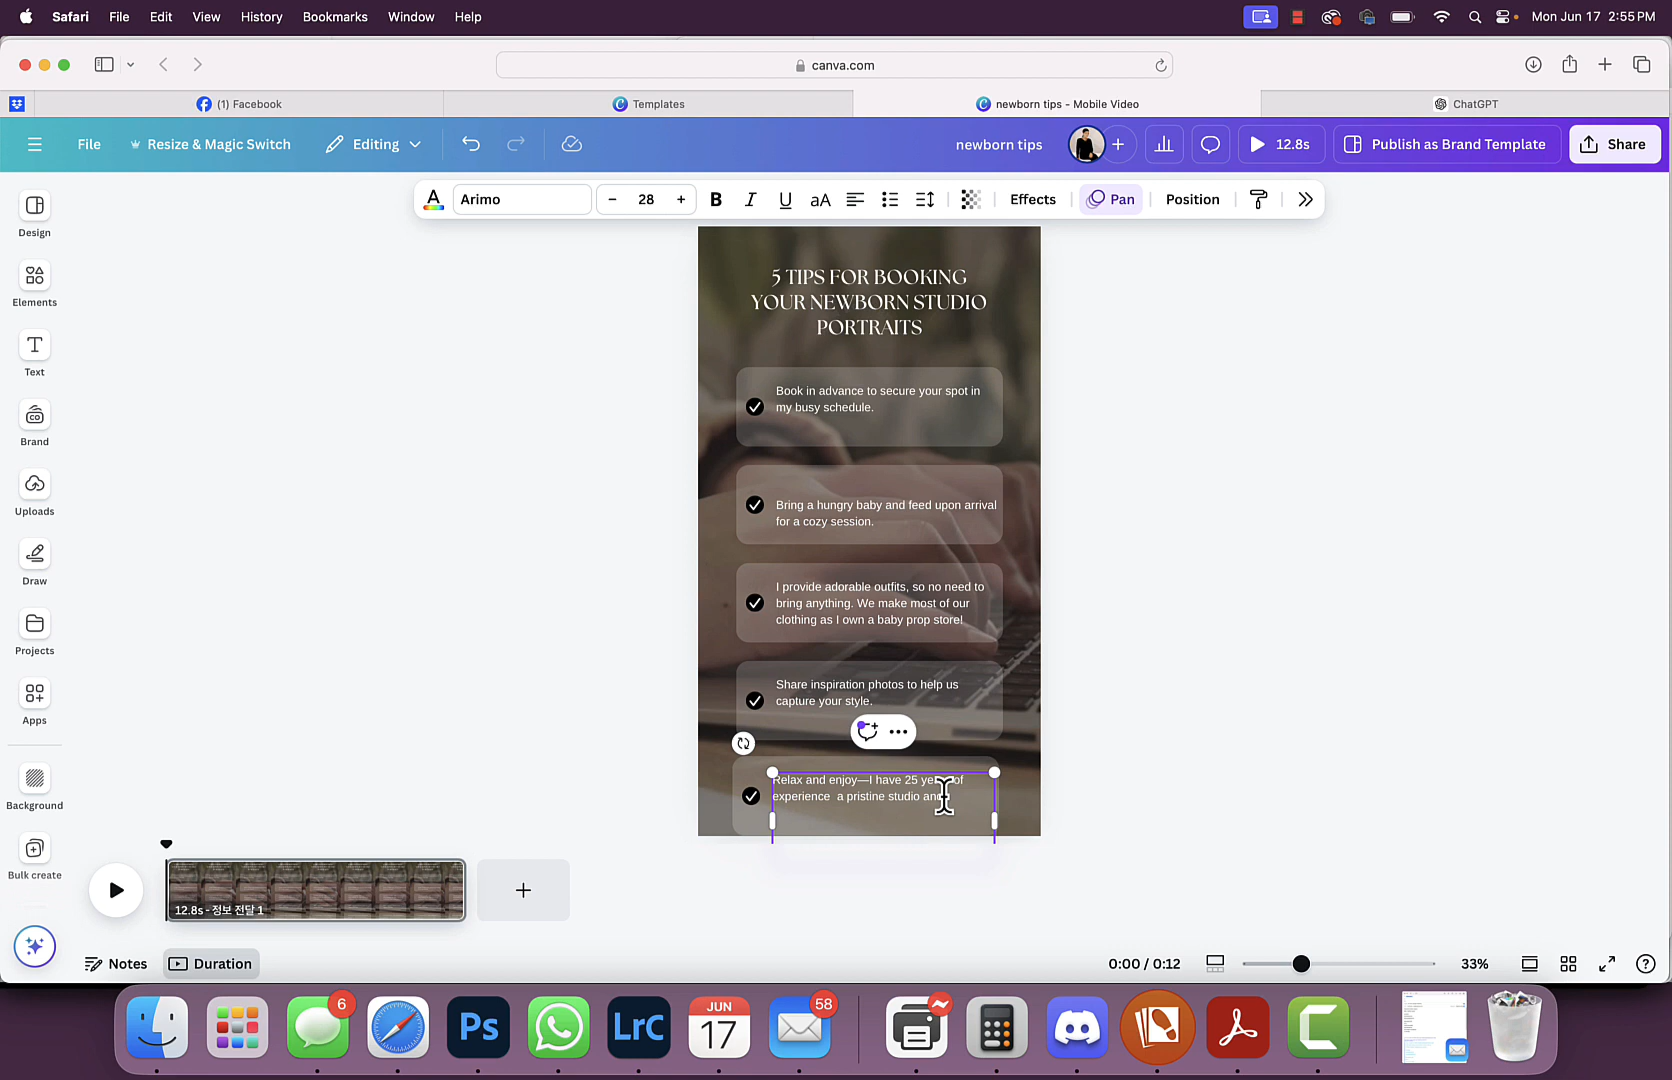 Safari File Edit View History Bookmarks Window Help Mon Jun 17 2:55 PM
canva.com
(1) Facebook Templates newborn tips - Mobile Video ChatGPT
File Resize & Magic Switch Editing newborn tips 12.8s Publish as Brand Template Share
A Arimo – 28 + B I U aA Effects Pan Position
Design
Elements
Text
Brand
Uploads
Draw
Projects
Apps
Background
Bulk create
5 TIPS FOR BOOKING
YOUR NEWBORN STUDIO
PORTRAITS
Book in advance to secure your spot in
my busy schedule.
Bring a hungry baby and feed upon arrival
for a cozy session.
I provide adorable outfits, so no need to
bring anything. We make most of our
clothing as I own a baby prop store!
Share inspiration photos to help us
capture your style.
Relax and enjoy—I have 25 years of
experience  a pristine studio and
12.8s - 정보 전달 1
Notes Duration 0:00 / 0:12 33%
6 Ps LrC JUN 17 58